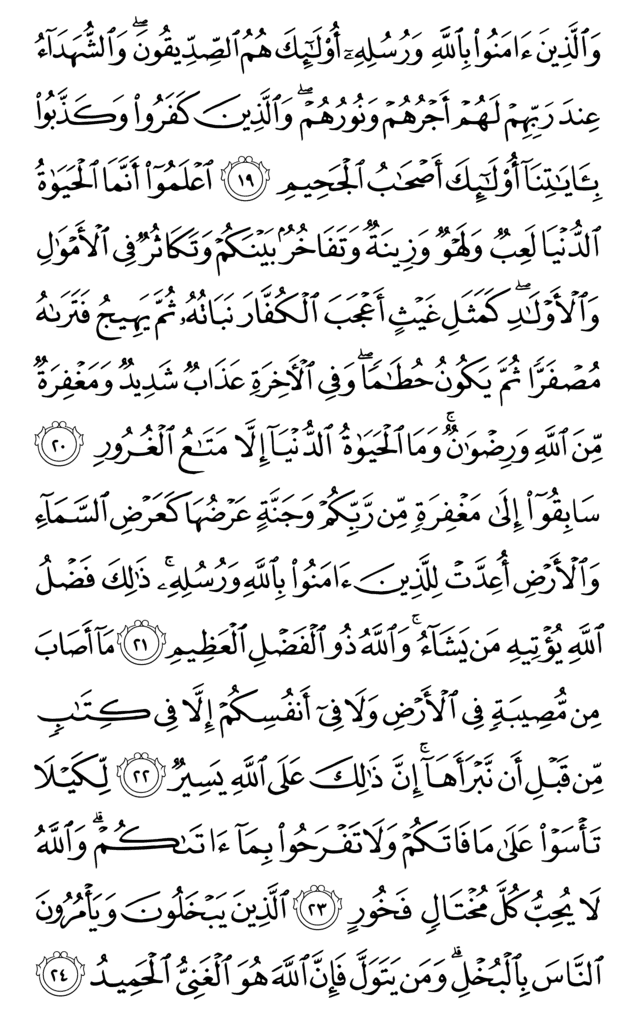 وَٱلَّذِينَ ءَامَنُوا۟ بِٱللَّهِ وَرُسُلِهِۦٓ أُو۟لَٰٓئِكَ هُمُ ٱلصِّدِّيقُونَ ۖ وَٱلشُّهَدَآءُ
عِندَ رَبِّهِمْ لَهُمْ أَجْرُهُمْ وَنُورُهُمْ ۖ وَٱلَّذِينَ كَفَرُوا۟ وَكَذَّبُوا۟
بِـَٔايَٰتِنَآ أُو۟لَٰٓئِكَ أَصْحَٰبُ ٱلْجَحِيمِ ١٩ ٱعْلَمُوٓا۟ أَنَّمَا ٱلْحَيَوٰةُ
ٱلدُّنْيَا لَعِبٌ وَلَهْوٌ وَزِينَةٌ وَتَفَاخُرٌۢ بَيْنَكُمْ وَتَكَاثُرٌ فِى ٱلْأَمْوَٰلِ
وَٱلْأَوْلَٰدِ ۖ كَمَثَلِ غَيْثٍ أَعْجَبَ ٱلْكُفَّارَ نَبَاتُهُۥ ثُمَّ يَهِيجُ فَتَرَىٰهُ
مُصْفَرًّا ثُمَّ يَكُونُ حُطَٰمًا ۖ وَفِى ٱلْـَٔاخِرَةِ عَذَابٌ شَدِيدٌ وَمَغْفِرَةٌ
مِّنَ ٱللَّهِ وَرِضْوَٰنٌ ۚ وَمَا ٱلْحَيَوٰةُ ٱلدُّنْيَآ إِلَّا مَتَٰعُ ٱلْغُرُورِ ٢٠
سَابِقُوٓا۟ إِلَىٰ مَغْفِرَةٍ مِّن رَّبِّكُمْ وَجَنَّةٍ عَرْضُهَا كَعَرْضِ ٱلسَّمَآءِ
وَٱلْأَرْضِ أُعِدَّتْ لِلَّذِينَ ءَامَنُوا۟ بِٱللَّهِ وَرُسُلِهِۦ ۚ ذَٰلِكَ فَضْلُ
ٱللَّهِ يُؤْتِيهِ مَن يَشَآءُ ۚ وَٱللَّهُ ذُو ٱلْفَضْلِ ٱلْعَظِيمِ ٢١ مَآ أَصَابَ
مِن مُّصِيبَةٍ فِى ٱلْأَرْضِ وَلَا فِىٓ أَنفُسِكُمْ إِلَّا فِى كِتَٰبٍ
مِّن قَبْلِ أَن نَّبْرَأَهَآ ۚ إِنَّ ذَٰلِكَ عَلَى ٱللَّهِ يَسِيرٌ ٢٢ لِّكَيْلَا
تَأْسَوْا۟ عَلَىٰ مَا فَاتَكُمْ وَلَا تَفْرَحُوا۟ بِمَآ ءَاتَىٰكُمْ ۗ وَٱللَّهُ
لَا يُحِبُّ كُلَّ مُخْتَالٍ فَخُورٍ ٢٣ ٱلَّذِينَ يَبْخَلُونَ وَيَأْمُرُونَ
ٱلنَّاسَ بِٱلْبُخْلِ ۗ وَمَن يَتَوَلَّ فَإِنَّ ٱللَّهَ هُوَ ٱلْغَنِىُّ ٱلْحَمِيدُ ٢٤